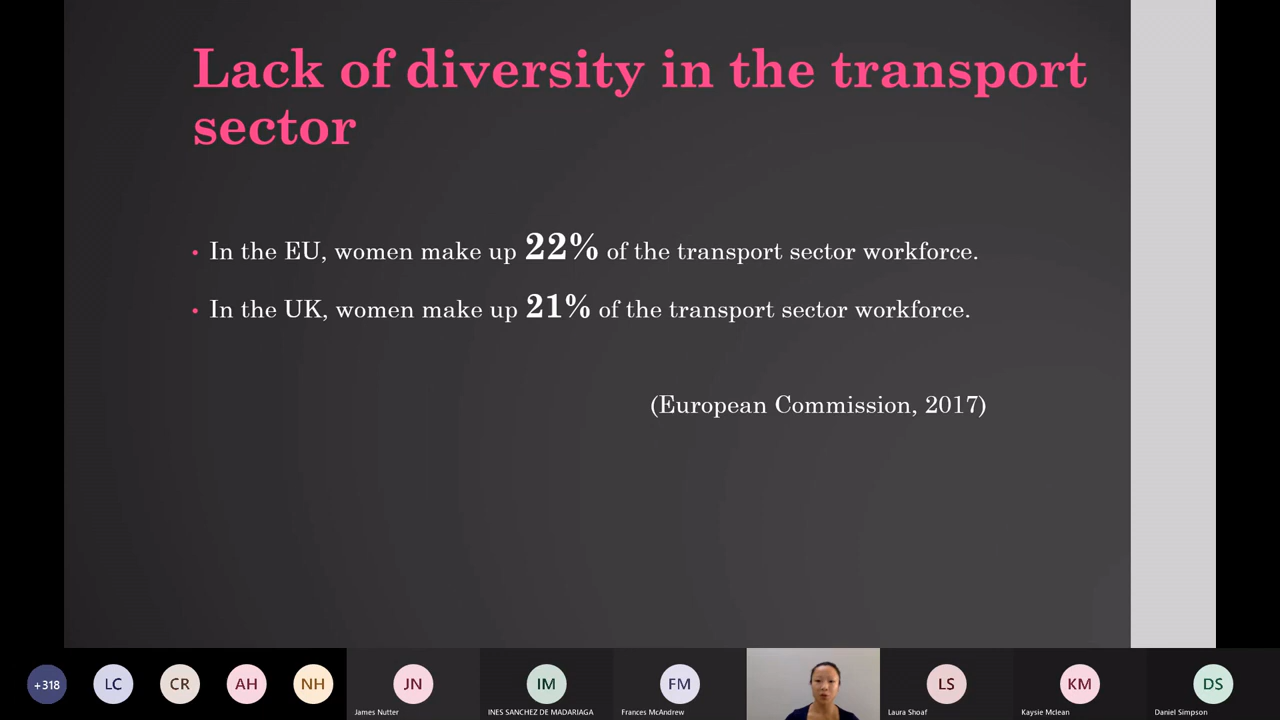 Lack of diversity in the transport
sector
• In the EU, women make up 22% of the transport sector workforce.
• In the UK, women make up 21% of the transport sector workforce.
(European Commission, 2017)
+318
LC
CR
AH
NH
JN
IM
FM
LS
KM
DS
James Nutter
INES SANCHEZ DE MADARIAGA
Frances McAndrew
Laura Shoaf
Kaysie Mclean
Daniel Simpson